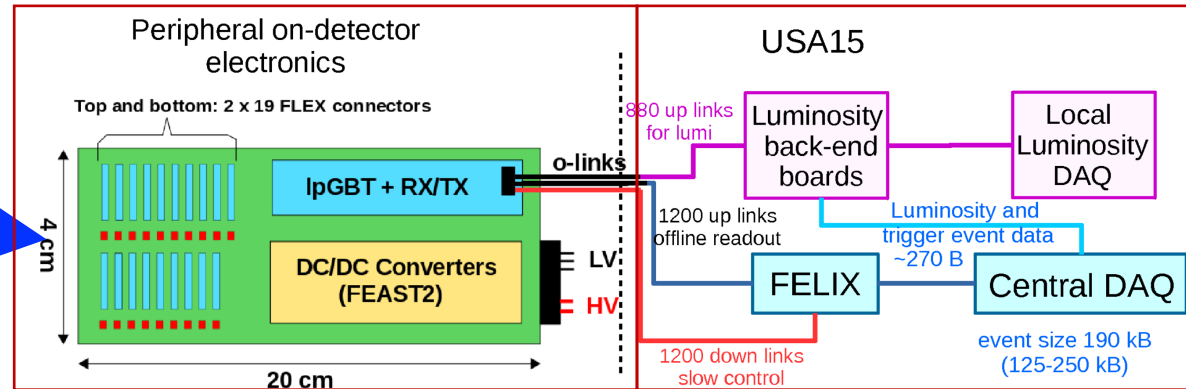 Peripheral on-detector
electronics
Top and bottom: 2 x 19 FLEX connectors
4 cm
lpGBT + RX/TX
DC/DC Converters
(FEAST2)
20 cm
o-links
LV
HV
USA15
880 up links
for lumi
Luminosity
back-end
boards
Local
Luminosity
DAQ
1200 up links
offline readout
Luminosity and
trigger event data
~270 B
FELIX
Central DAQ
1200 down links
slow control
event size 190 kB
(125-250 kB)